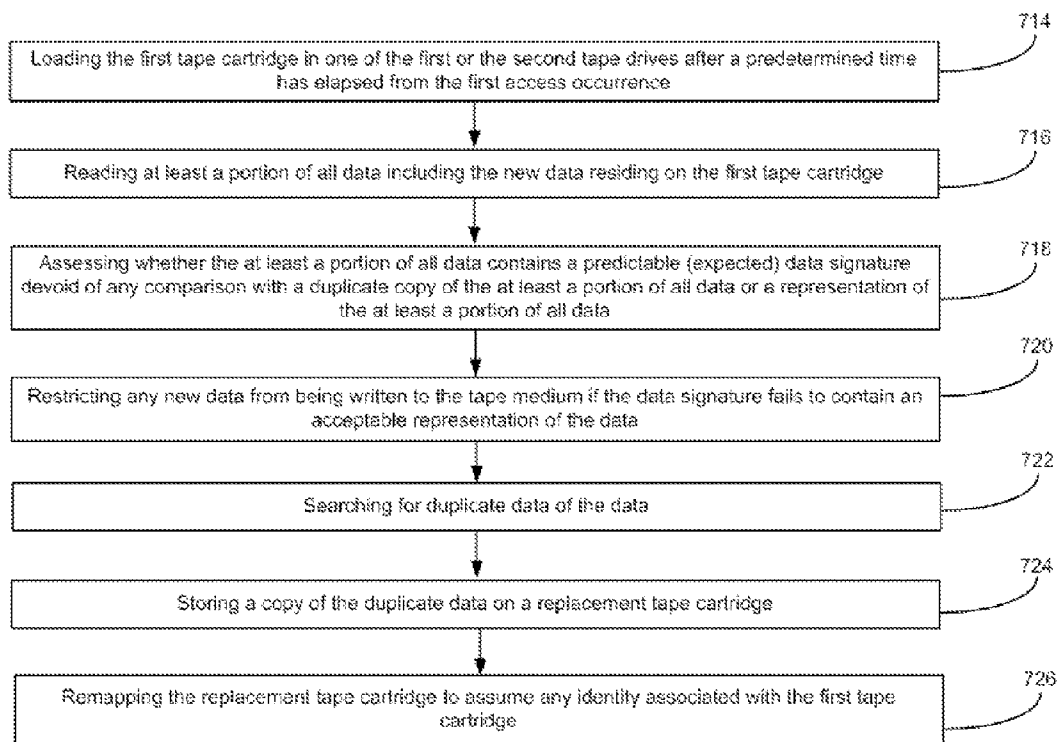 714
Loading the first tape cartridge in one of the first or the second tape drives after a predetermined time
has elapsed from the first access occurrence
716
Reading at least a portion of all data including the new data residing on the first tape cartridge
718
Assessing whether the at least a portion of all data contains a predictable (expected) data signature
devoid of any comparison with a duplicate copy of the at least a portion of all data or a representation of
the at least a portion of all data
720
Restricting any new data from being written to the tape medium if the data signature fails to contain an
acceptable representation of the data
722
Searching for duplicate data of the data
724
Storing a copy of the duplicate data on a replacement tape cartridge
726
Remapping the replacement tape cartridge to assume any identity associated with the first tape
cartridge